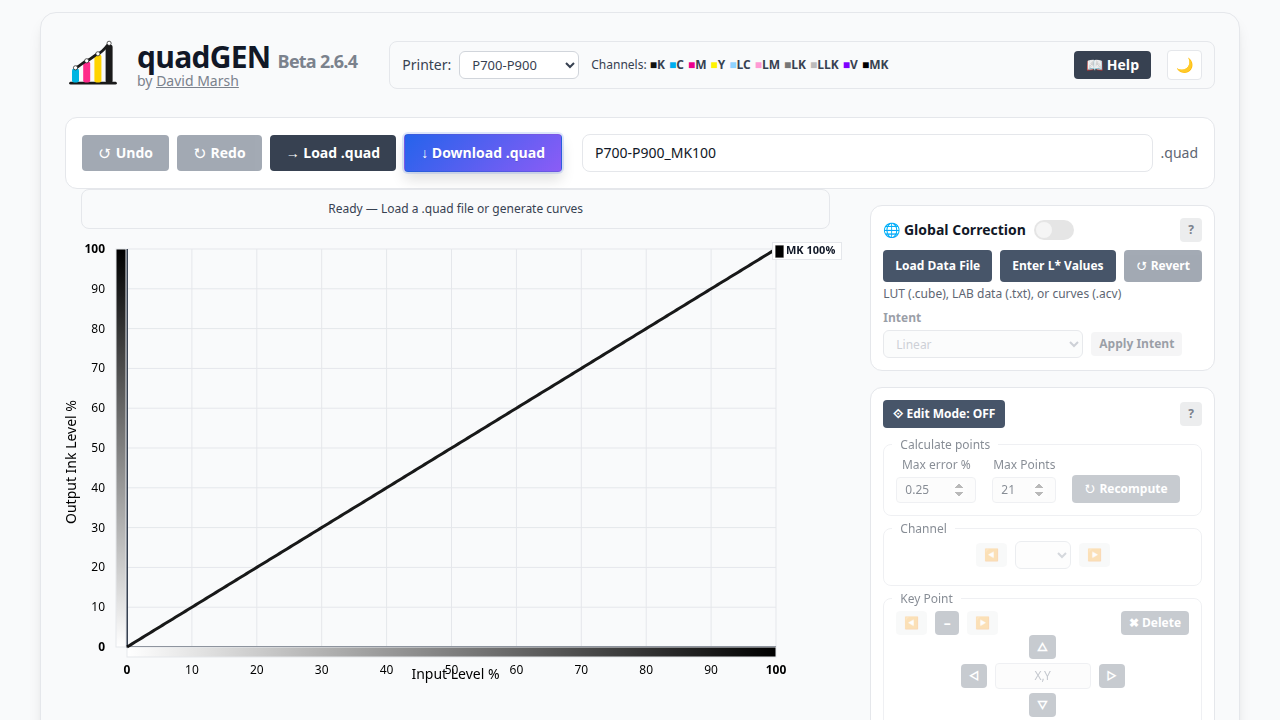 quadGEN Beta 2.6.4
by David Marsh
Printer: P700-P900 Channels: K C M Y LC LM LK LLK V MK
📖 Help 🌙
↺ Undo ↻ Redo → Load .quad ↓ Download .quad P700-P900_MK100 .quad
Ready — Load a .quad file or generate curves
🌐 Global Correction ?
Load Data File Enter L* Values ↺ Revert
LUT (.cube), LAB data (.txt), or curves (.acv)
Intent
Linear Apply Intent
MK 100%
100
90
80
70
60
50
40
30
20
10
0
Output Ink Level %
0 10 20 30 40 50 60 70 80 90 100
Input Level %
⟐ Edit Mode: OFF ?
Calculate points
Max error % Max Points
0.25 21 ↻ Recompute
Channel
◀️ ▶️
Key Point
◀️ – ▶️ ✖ Delete
△
◁ X,Y ▷
▽